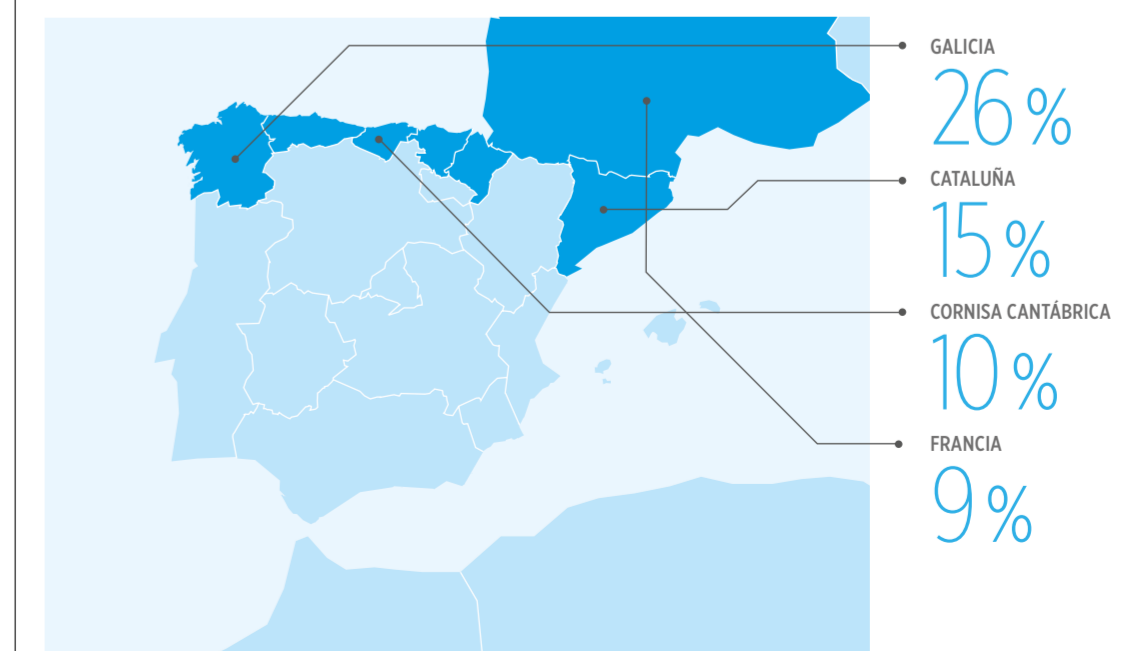 GALICIA
26 %
CATALUÑA
15 %
CORNISA CANTÁBRICA
10 %
FRANCIA
9 %